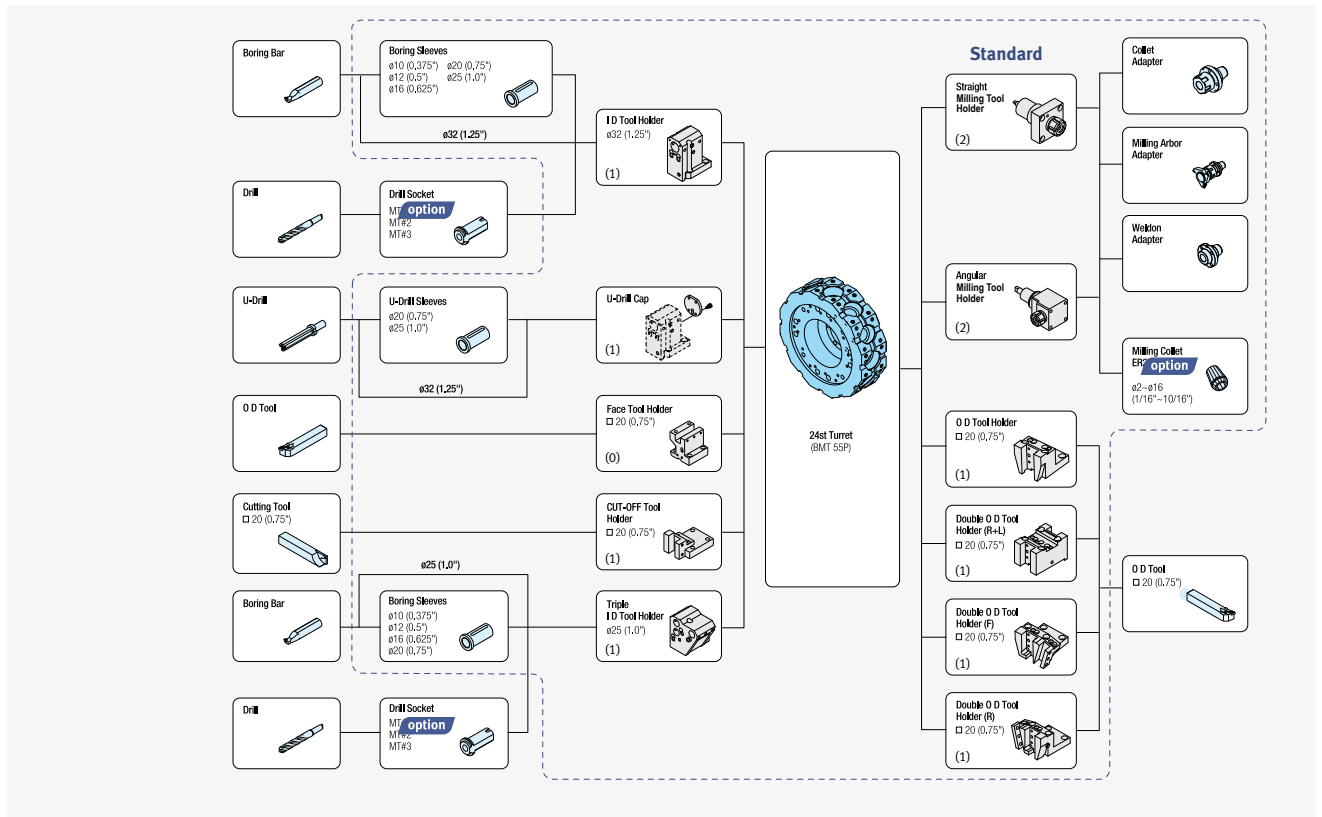 Standard
Boring Bar
Boring Sleeves
ø10 (0.375") ø20 (0.75")
ø12 (0.5") ø25 (1.0")
ø16 (0.625")
ø32 (1.25")
I D Tool Holder
ø32 (1.25")
(1)
Drill
Drill Socket
option
MT#2
MT#3
U-Drill
U-Drill Sleeves
ø20 (0.75")
ø25 (1.0")
ø32 (1.25")
U-Drill Cap
(1)
O D Tool
Face Tool Holder
□ 20 (0.75")
(0)
Cutting Tool
□ 20 (0.75")
CUT-OFF Tool
Holder
□ 20 (0.75")
(1)
ø25 (1.0")
Boring Bar
Boring Sleeves
ø10 (0.375")
ø12 (0.5")
ø16 (0.625")
ø20 (0.75")
Triple
I D Tool Holder
ø25 (1.0")
(1)
Drill
Drill Socket
option
MT#2
MT#3
24st Turret
(BMT 55P)
Straight
Milling Tool
Holder
(2)
Angular
Milling Tool
Holder
(2)
Collet
Adapter
Milling Arbor
Adapter
Weldon
Adapter
Milling Collet
option
ø2~ø16
(1/16"~10/16")
O D Tool Holder
□ 20 (0.75")
(1)
Double O D Tool
Holder (R+L)
□ 20 (0.75")
(1)
Double O D Tool
Holder (F)
□ 20 (0.75")
(1)
Double O D Tool
Holder (R)
□ 20 (0.75")
(1)
O D Tool
□ 20 (0.75")